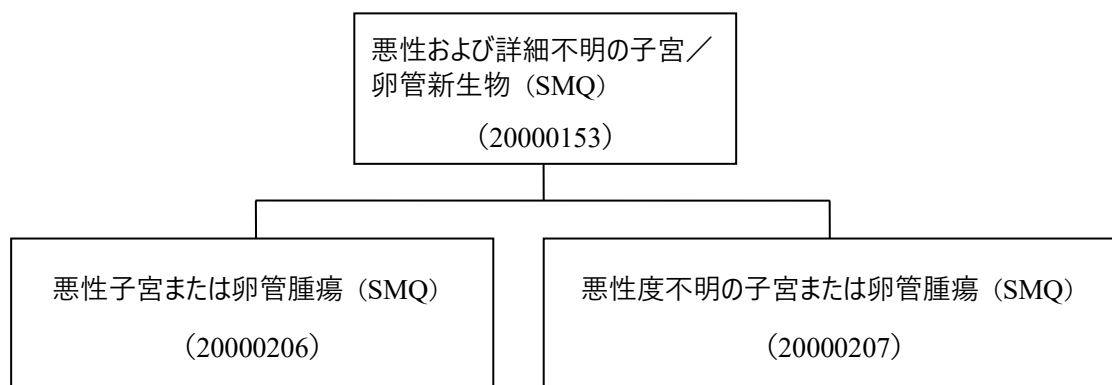 悪性および詳細不明の子宮／
卵管新生物（SMQ）
（20000153）
悪性子宮または卵管腫瘍（SMQ）
（20000206）
悪性度不明の子宮または卵管腫瘍（SMQ）
（20000207）